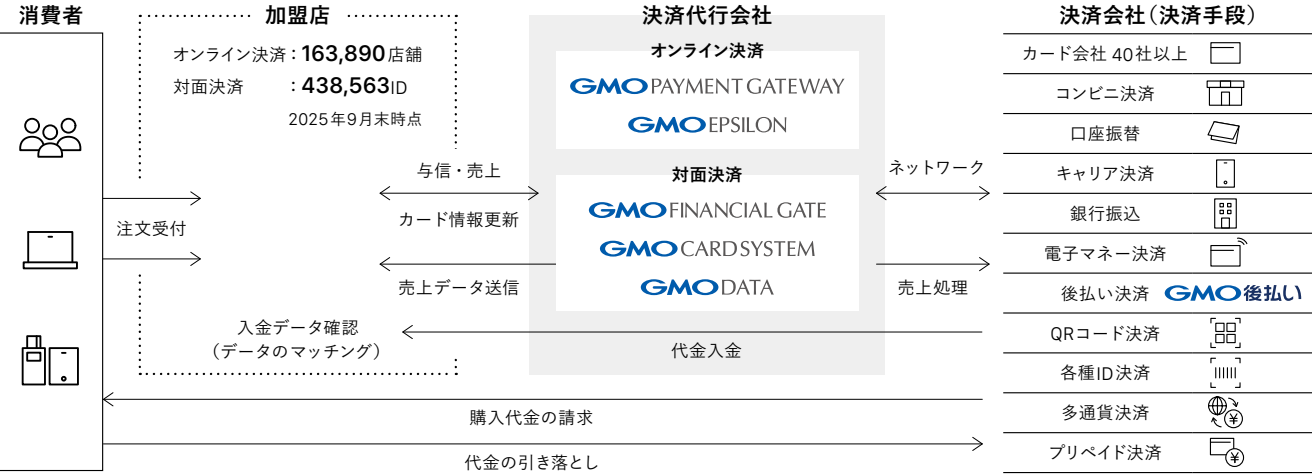 消費者
加盟店
オンライン決済：163,890店舗
対面決済　　：438,563ID
2025年9月末時点
注文受付
与信・売上
カード情報更新
売上データ送信
入金データ確認
（データのマッチング）
決済代行会社
オンライン決済
GMO PAYMENT GATEWAY
GMO EPSILON
対面決済
GMO FINANCIAL GATE
GMO CARD SYSTEM
GMO DATA
ネットワーク
売上処理
代金入金
購入代金の請求
代金の引き落とし
決済会社（決済手段）
カード会社 40社以上
コンビニ決済
口座振替
キャリア決済
銀行振込
電子マネー決済
後払い決済 GMO後払い
QRコード決済
各種ID決済
多通貨決済
プリペイド決済